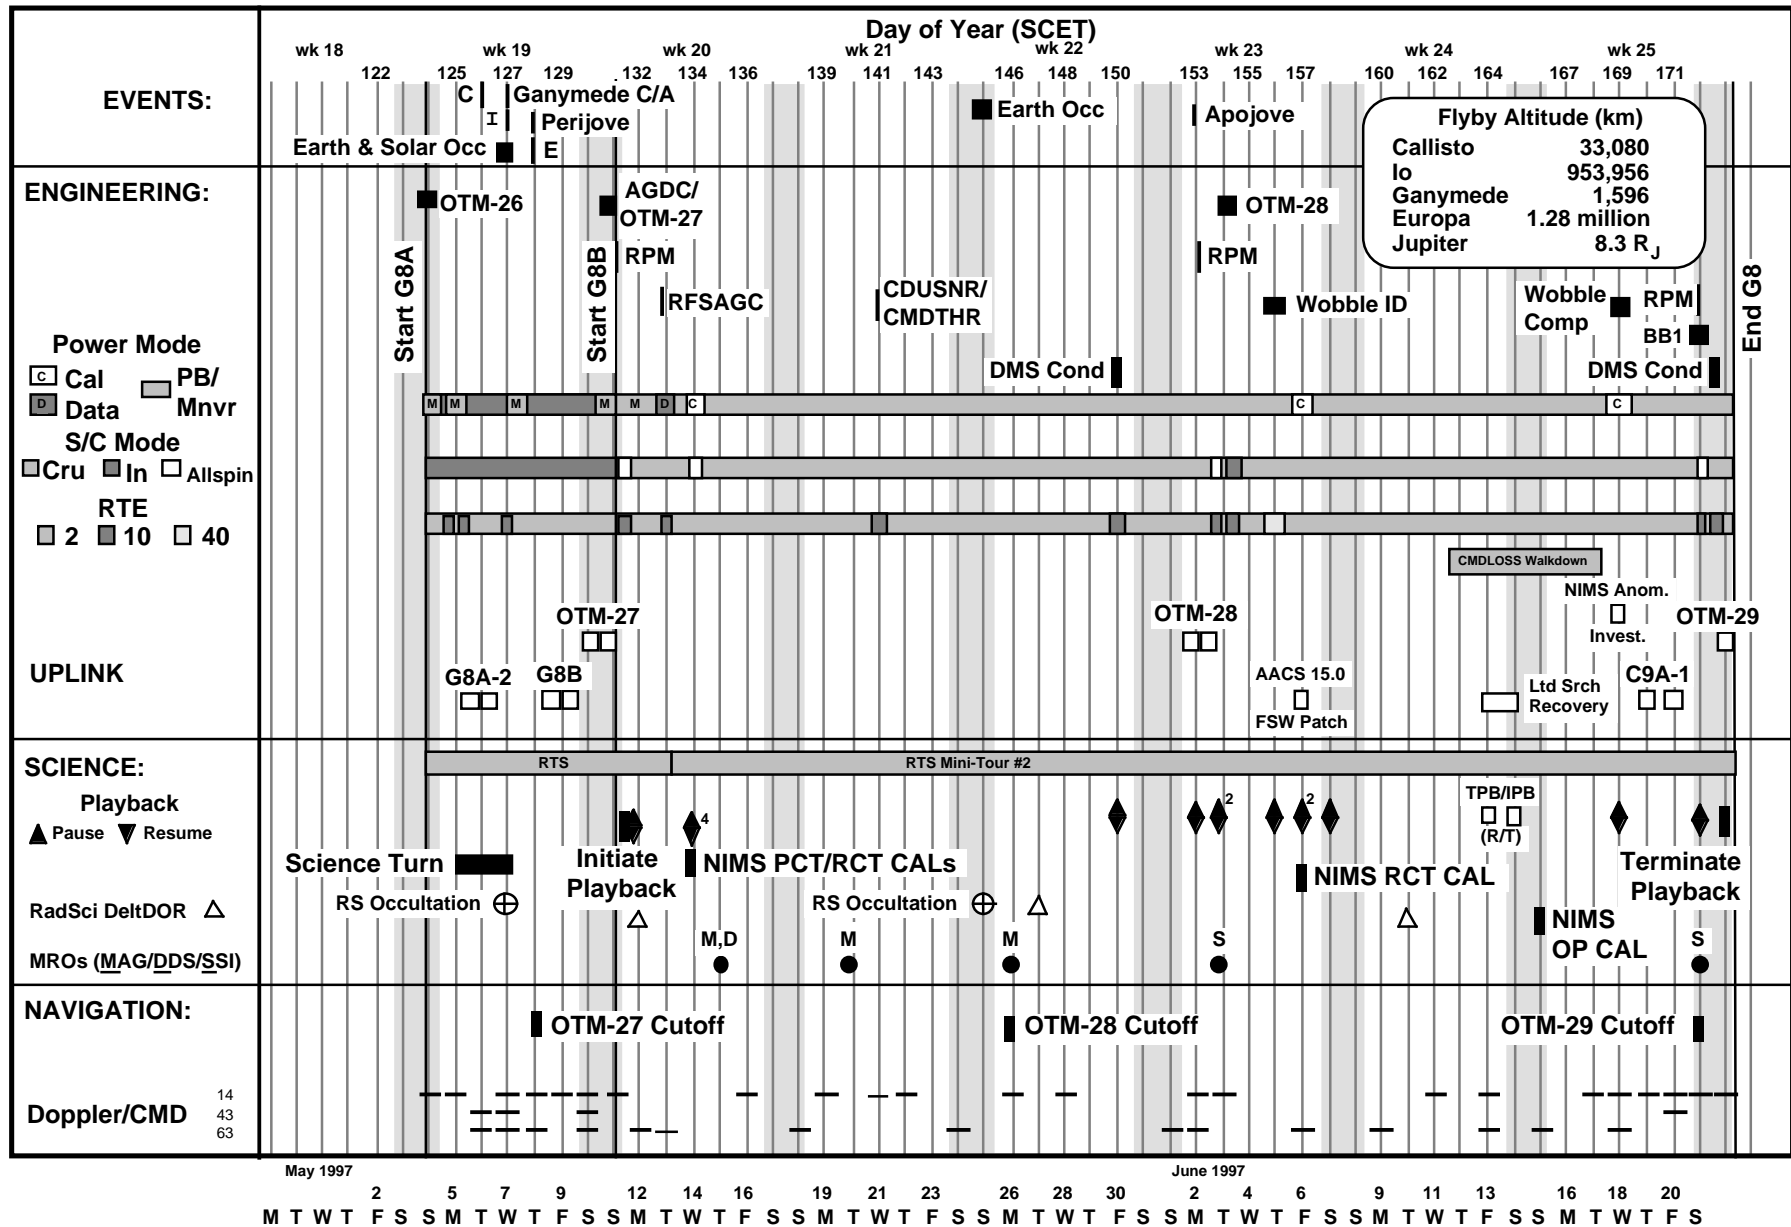 Day of Year (SCET)
wk 18 wk 19 wk 20 wk 21 wk 22 wk 23 wk 24 wk 25
122 125 127 129 132 134 136 139 141 143 146 148 150 153 155 157 160 162 164 167 169 171
EVENTS:
C Ganymede C/A
I Perijove
Earth & Solar Occ E
Earth Occ
Apojove
Flyby Altitude (km)
Callisto 33,080
Io 953,956
Ganymede 1,596
Europa 1.28 million
Jupiter 8.3 RJ
ENGINEERING:
Start G8A
Start G8B
End G8
OTM-26
AGDC/
OTM-27
OTM-28
RPM
RPM
RFSAGC
CDUSNR/
CMDTHR
Wobble ID
Wobble
Comp
RPM
BB1
DMS Cond
DMS Cond
Power Mode
C Cal
PB/
Mnvr
D Data
M M M M M D C C C
S/C Mode
Cru In Allspin
RTE
2 10 40
CMDLOSS Walkdown
NIMS Anom.
Invest.
OTM-27
OTM-28
OTM-29
UPLINK
G8A-2
G8B
AACS 15.0
FSW Patch
Ltd Srch
Recovery
C9A-1
SCIENCE:
RTS
RTS Mini-Tour #2
Playback
Pause Resume
4
2
2
TPB/IPB
(R/T)
Science Turn
Initiate
Playback
NIMS PCT/RCT CALs
NIMS RCT CAL
Terminate
Playback
RS Occultation
RS Occultation
RadSci DeltDOR
NIMS
OP CAL
MROs (MAG/DDS/SSI)
M,D M M S S
NAVIGATION:
OTM-27 Cutoff
OTM-28 Cutoff
OTM-29 Cutoff
Doppler/CMD
14
43
63
May 1997 June 1997
2 5 7 9 12 14 16 19 21 23 26 28 30 2 4 6 9 11 13 16 18 20
M T W T F S S M T W T F S S M T W T F S S M T W T F S S M T W T F S S M T W T F S S M T W T F S S M T W T F S